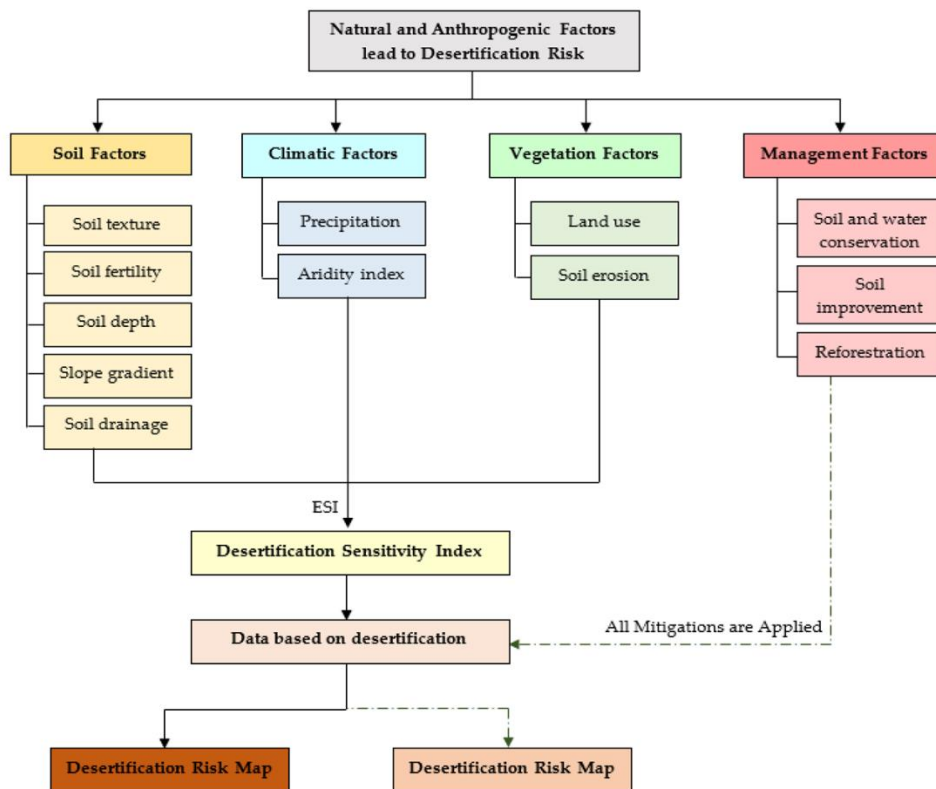 Natural and Anthropogenic Factors
lead to Desertification Risk
Soil Factors
Climatic Factors
Vegetation Factors
Management Factors
Soil texture
Soil fertility
Soil depth
Slope gradient
Soil drainage
Precipitation
Aridity index
Land use
Soil erosion
Soil and water
conservation
Soil
improvement
Reforestration
ESI
Desertification Sensitivity Index
Data based on desertification
All Mitigations are Applied
Desertification Risk Map
Desertification Risk Map